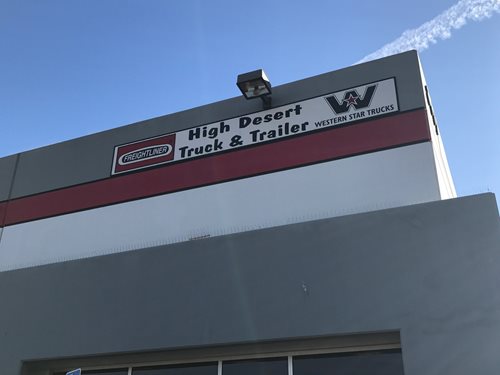 FREIGHTLINER
High Desert
Truck & Trailer
WESTERN STAR TRUCKS